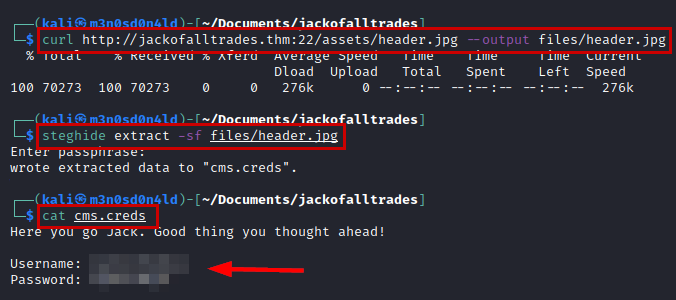 ┌──(kali㉿m3n0sd0n4ld)-[~/Documents/jackofalltrades]
└─$ curl http://jackofalltrades.thm:22/assets/header.jpg --output files/header.jpg
% Total % Received % Xferd Average Speed Time Time Time Current
Dload Upload Total Spent Left Speed
100 70273 100 70273 0 0 276k 0 --:--:-- --:--:-- --:--:-- 276k
┌──(kali㉿m3n0sd0n4ld)-[~/Documents/jackofalltrades]
└─$ steghide extract -sf files/header.jpg
Enter passphrase:
wrote extracted data to "cms.creds".
┌──(kali㉿m3n0sd0n4ld)-[~/Documents/jackofalltrades]
└─$ cat cms.creds
Here you go Jack. Good thing you thought ahead!
Username:
Password: